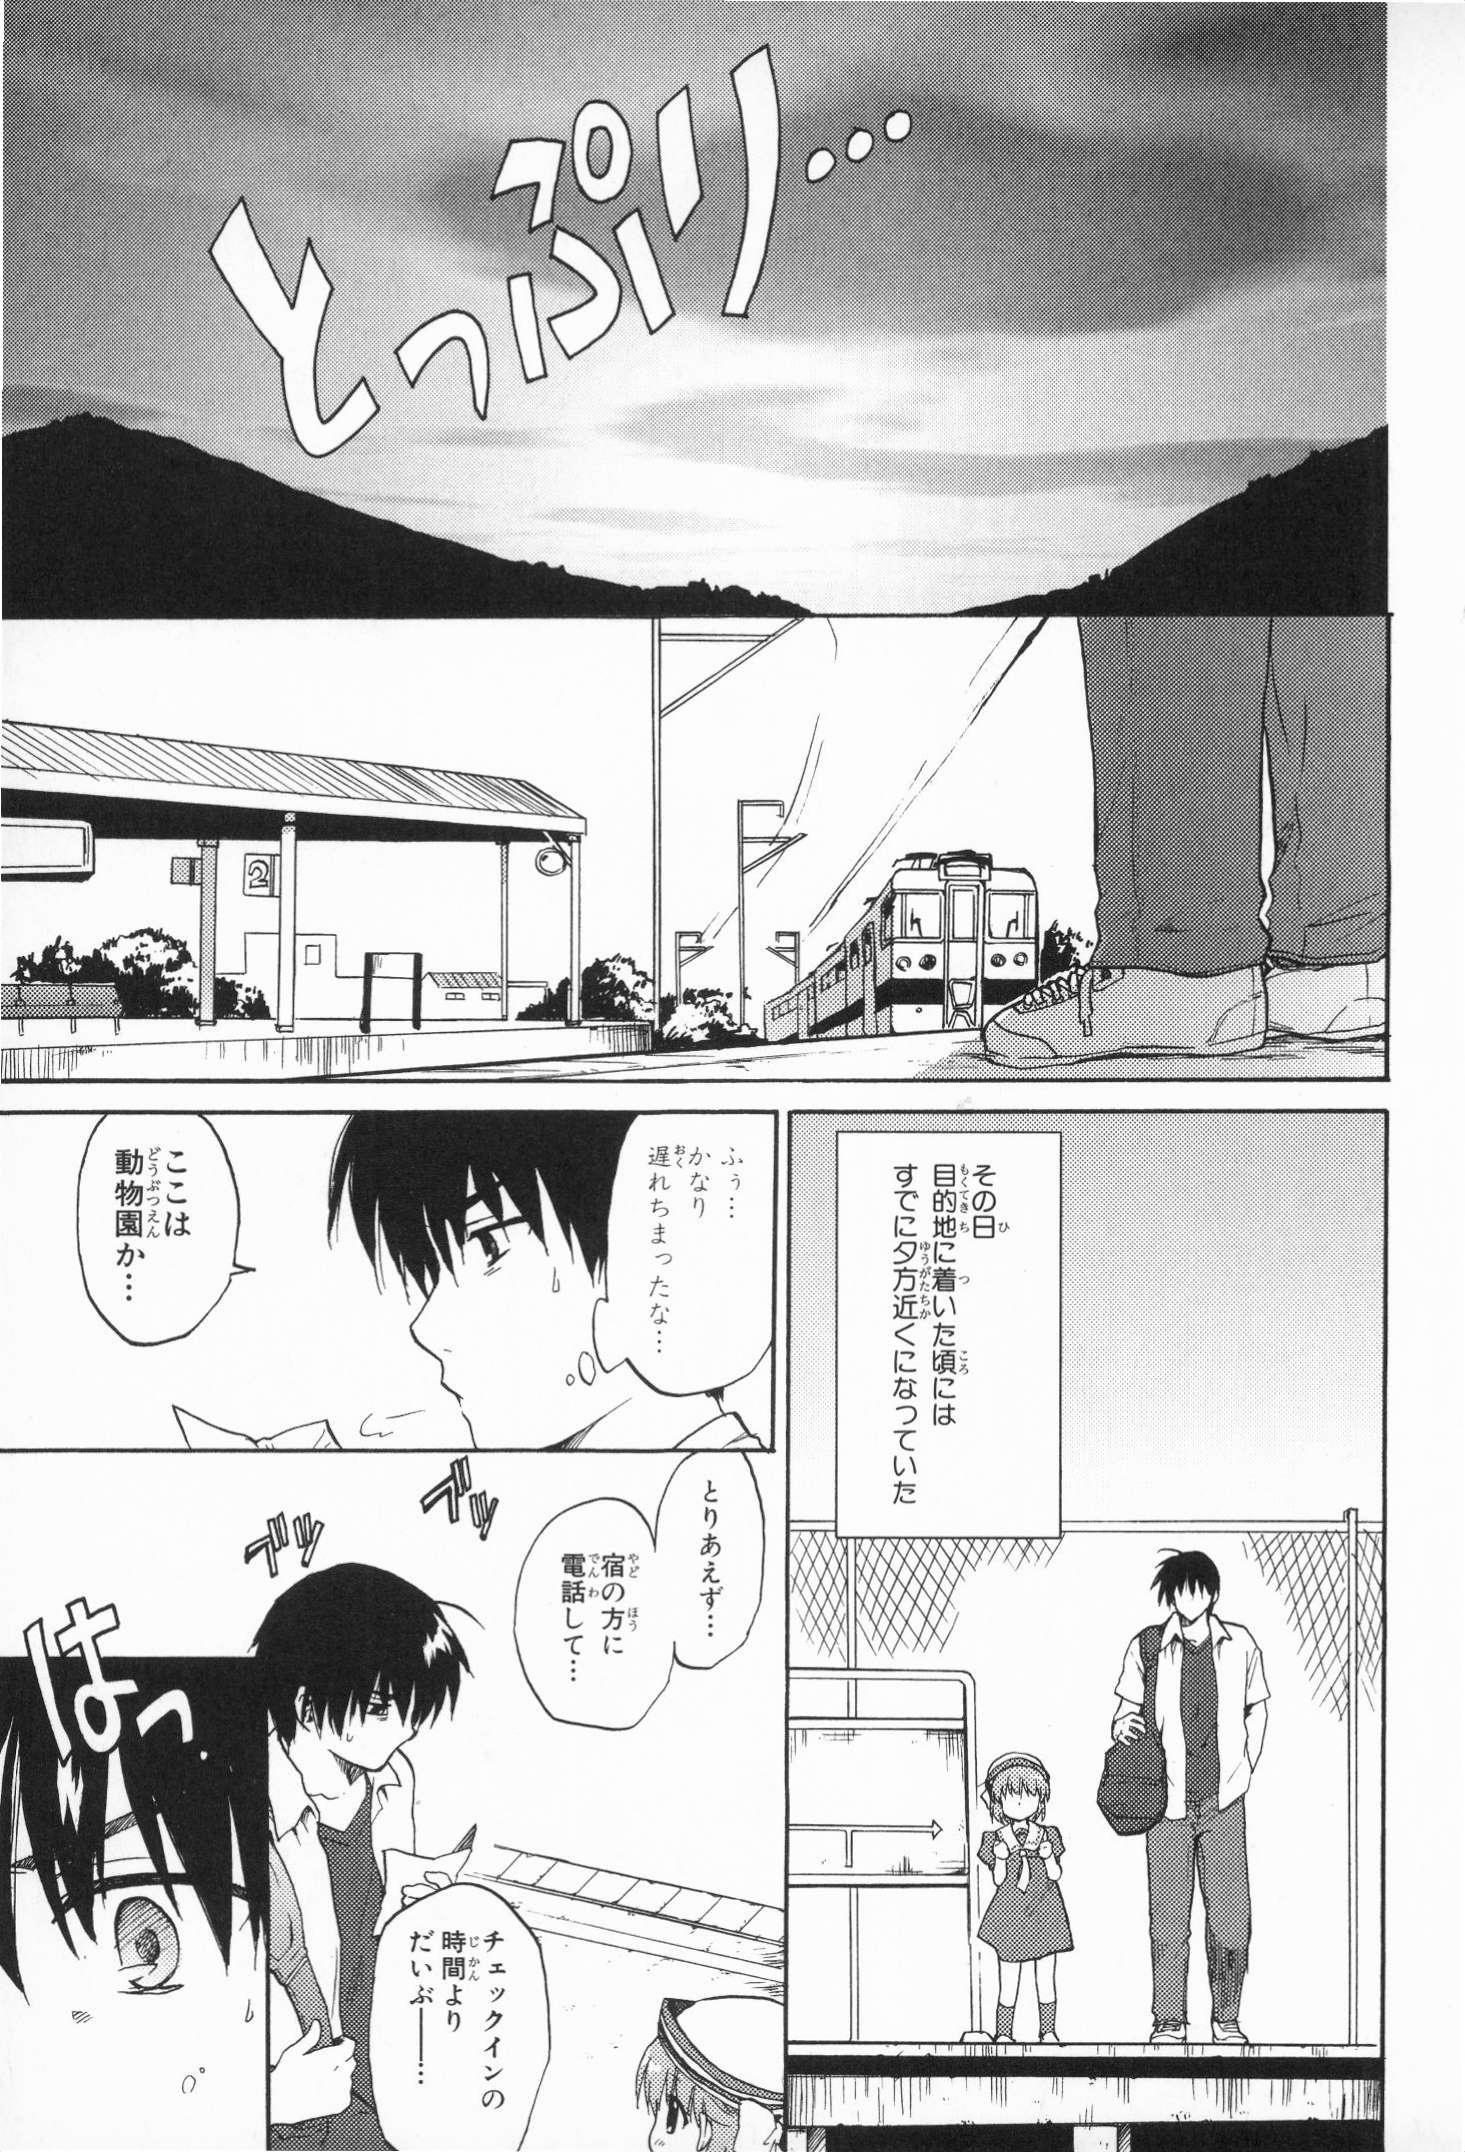 とっぷり…
2
その日
目的地に着いた頃には
すでに夕方近くになっていた
ふぅ…
かなり
遅れちまったな…
ここは
動物園か…
とりあえず…
宿の方に
電話して…
ブッ
ブッ
チェックインの
時間より
だいぶ――…
はっ